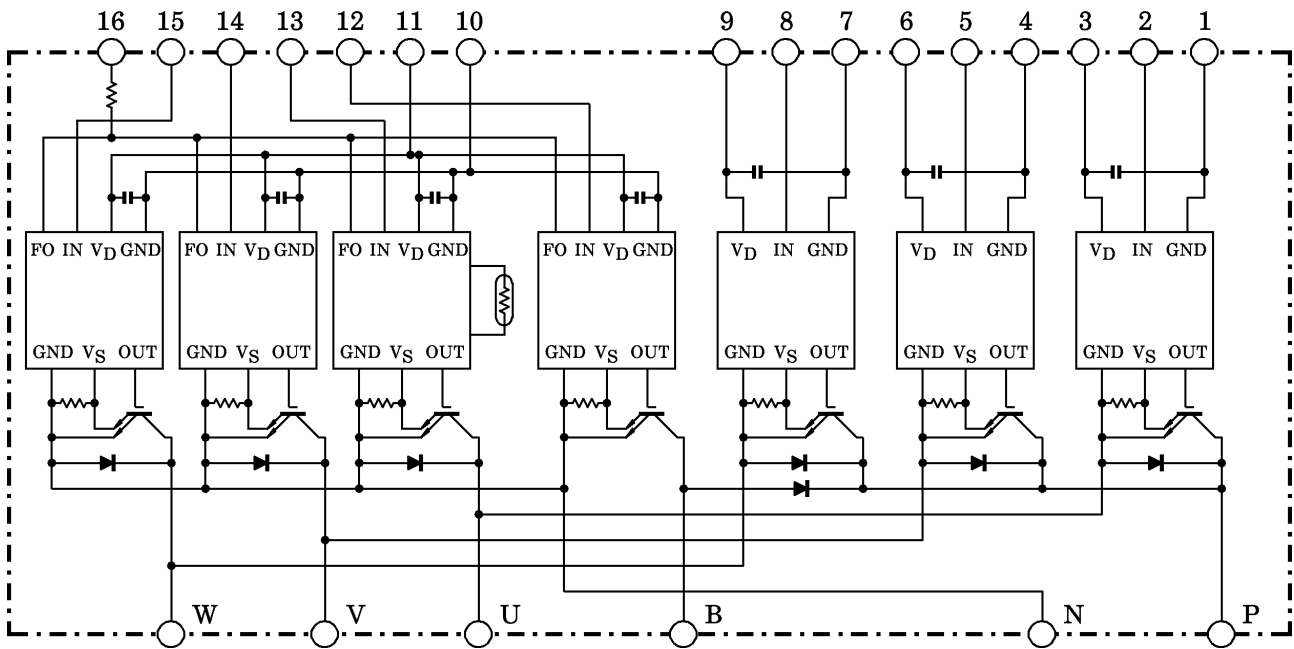 16 15 14 13 12 11 10 9 8 7 6 5 4 3 2 1
FO IN VD GND FO IN VD GND FO IN VD GND FO IN VD GND VD IN GND VD IN GND VD IN GND
GND VS OUT GND VS OUT GND VS OUT GND VS OUT GND VS OUT GND VS OUT GND VS OUT
W V U B N P